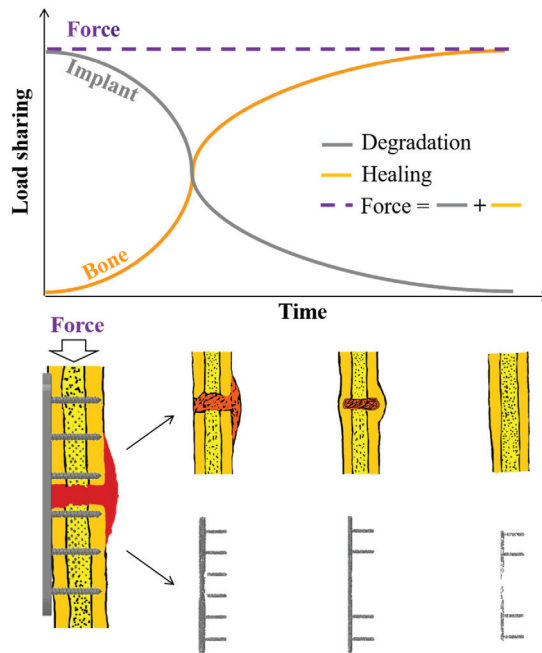 Force
Implant
Load sharing
Degradation
Healing
Force = +
Bone
Time
Force